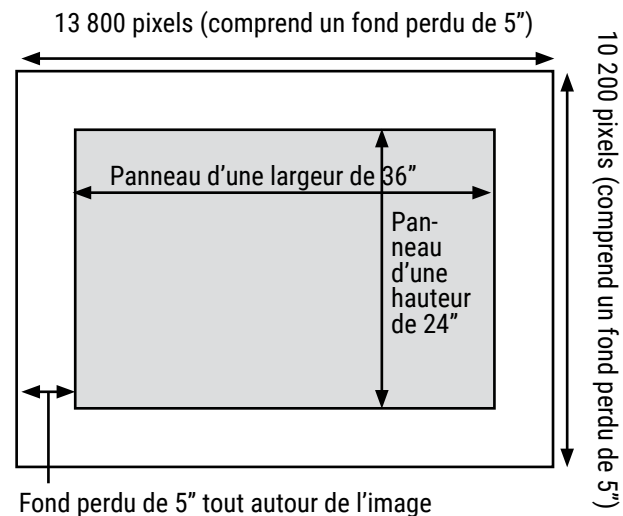 13 800 pixels (comprend un fond perdu de 5”)
10 200 pixels (comprend un fond perdu de 5”)
Panneau d’une largeur de 36”
Pan-
neau
d’une
hauteur
de 24”
Fond perdu de 5” tout autour de l’image